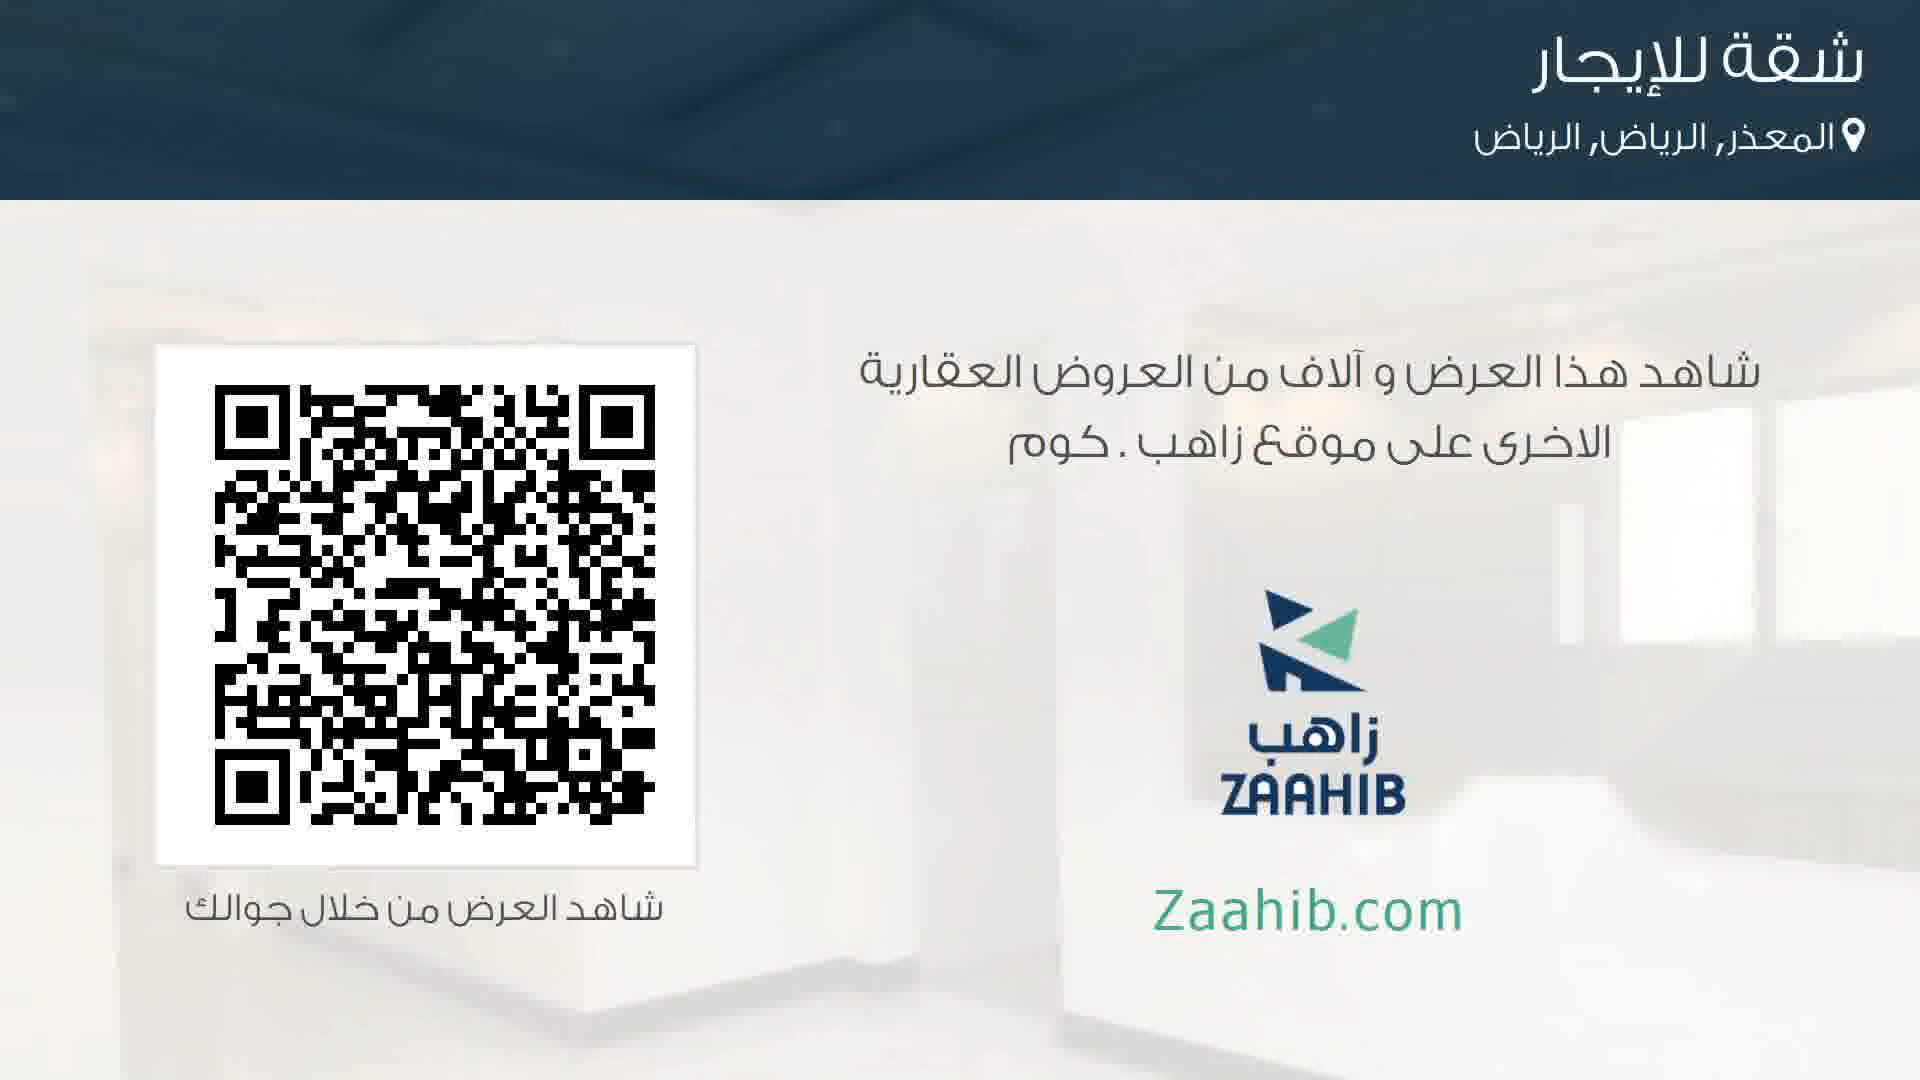 شقة للإيجار
المعذر, الرياض, الرياض
شاهد هذا العرض و آلاف من العروض العقارية
الاخرى على موقع زاهب . كوم
زاهب
ZAAHIB
Zaahib.com
شاهد العرض من خلال جوالك